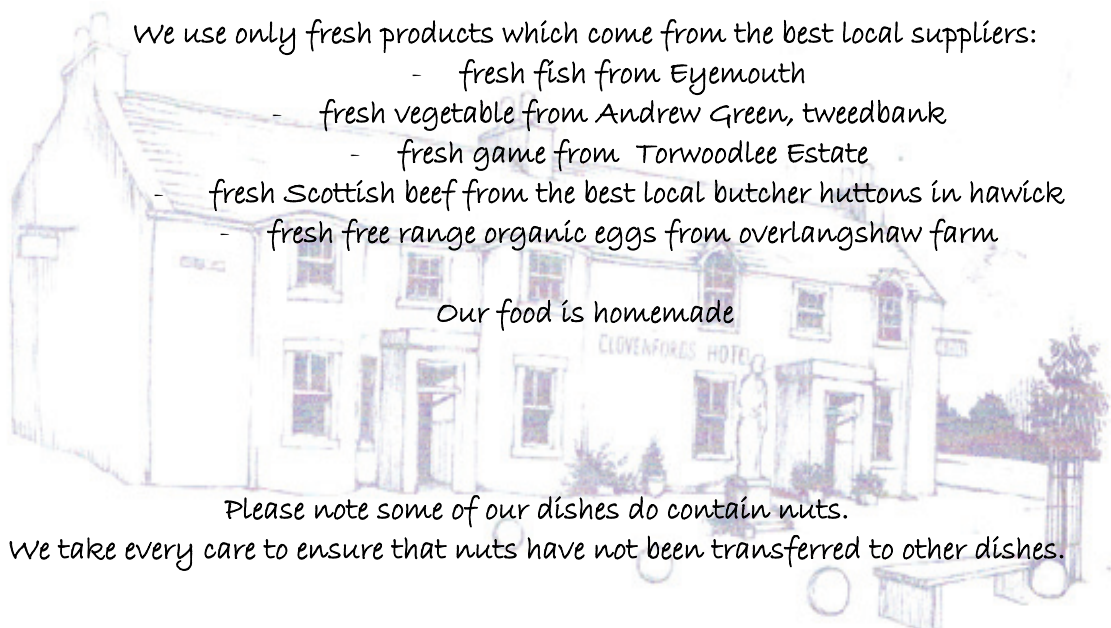 We use only fresh products which come from the best local suppliers:
- fresh fish from Eyemouth
- fresh vegetable from Andrew Green, tweedbank
- fresh game from Torwoodlee Estate
- fresh Scottish beef from the best local butcher huttons in hawick
- fresh free range organic eggs from overlangshaw farm
Our food is homemade
CLOVENFORDS HOTEL
Please note some of our dishes do contain nuts.
We take every care to ensure that nuts have not been transferred to other dishes.